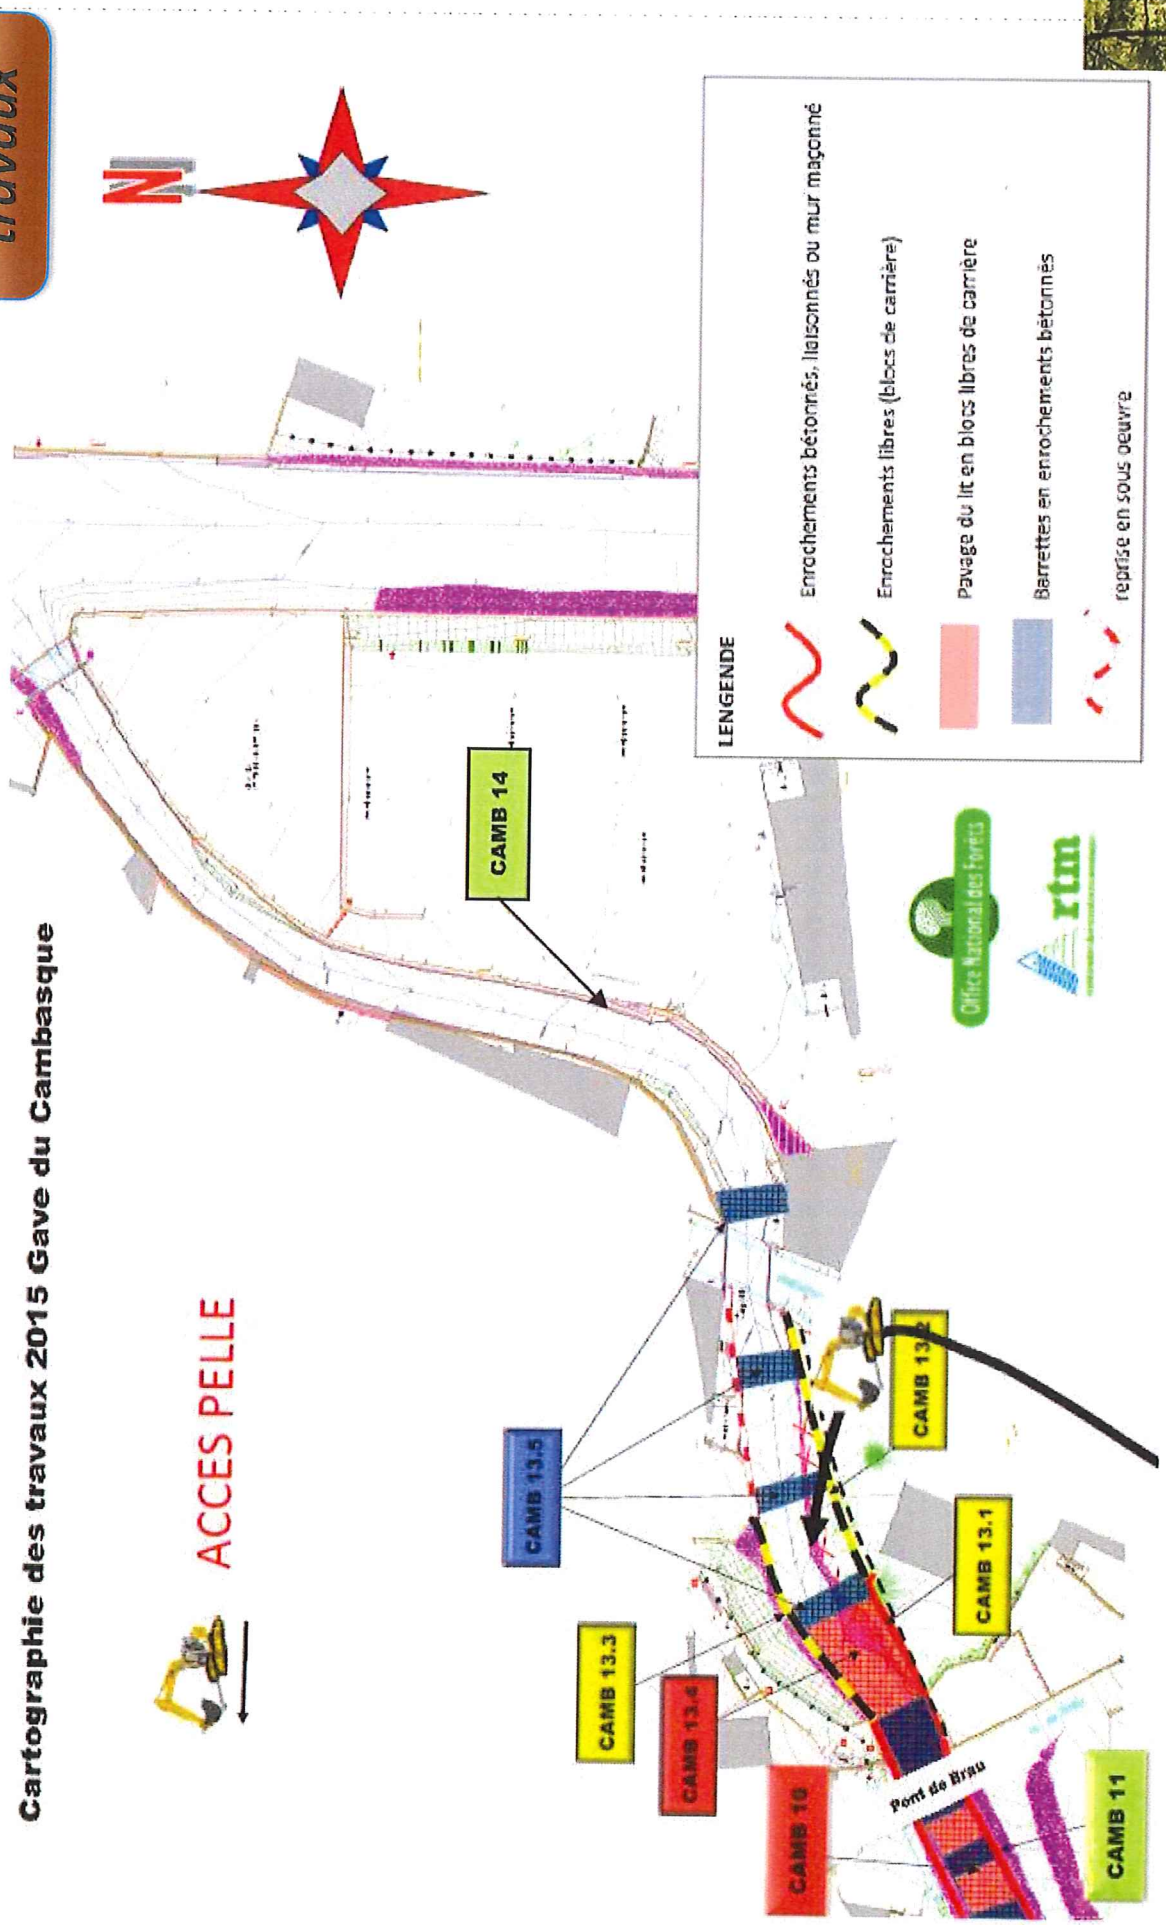 travaux
Cartographie des travaux 2015 Gave du Cambasque
N
ACCES PELLE
CAMB 14
CAMB 13.5
CAMB 13.3
CAMB 13.4
CAMB 10
CAMB 13.2
CAMB 13.1
CAMB 11
Pont de Brau
Office National des Forêts
rtm
LENGENDE
Enrochements bétonnés, liaisonnés ou mur maçonné
Enrochements libres (blocs de carrière)
Pavage du lit en blocs libres de carrière
Barrettes en enrochements bétonnés
reprise en sous oeuvre